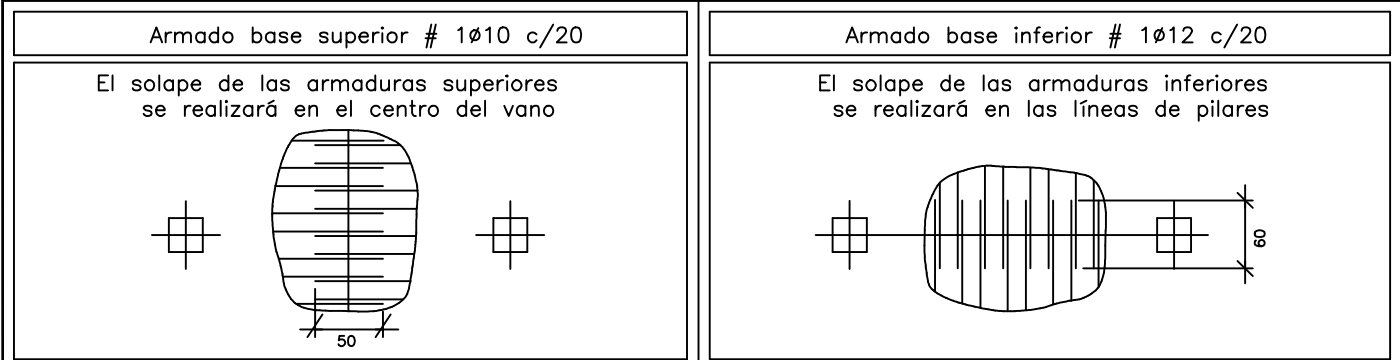 Armado base superior # 1ø10 c/20
El solape de las armaduras superiores
se realizará en el centro del vano
50
Armado base inferior # 1ø12 c/20
El solape de las armaduras inferiores
se realizará en las líneas de pilares
60